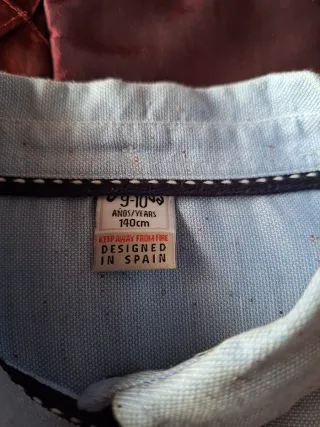 9-10
AÑOS/YEARS
140cm
KEEP AWAY FROM FIRE
DESIGNED
IN SPAIN